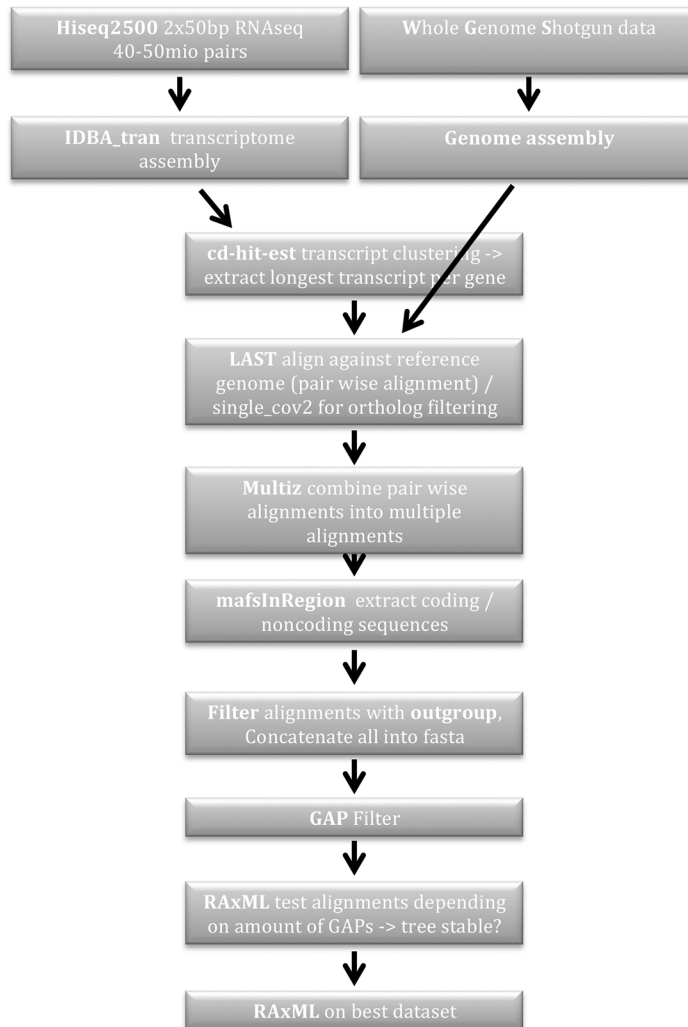 Hiseq2500 2x50bp RNAseq
40-50mio pairs
Whole Genome Shotgun data
IDBA_tran transcriptome
assembly
Genome assembly
cd-hit-est transcript clustering ->
extract longest transcript per gene
LAST align against reference
genome (pair wise alignment) /
single_cov2 for ortholog filtering
Multiz combine pair wise
alignments into multiple
alignments
mafsInRegion extract coding /
noncoding sequences
Filter alignments with outgroup,
Concatenate all into fasta
GAP Filter
RAxML test alignments depending
on amount of GAPs -> tree stable?
RAxML on best dataset